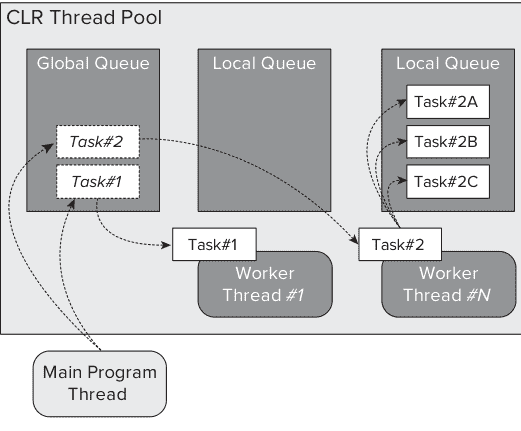 CLR Thread Pool
Global Queue
Local Queue
Local Queue
Task#2
Task#1
Task#2A
Task#2B
Task#2C
Task#1
Task#2
Worker
Thread #1
Worker
Thread #N
Main Program
Thread